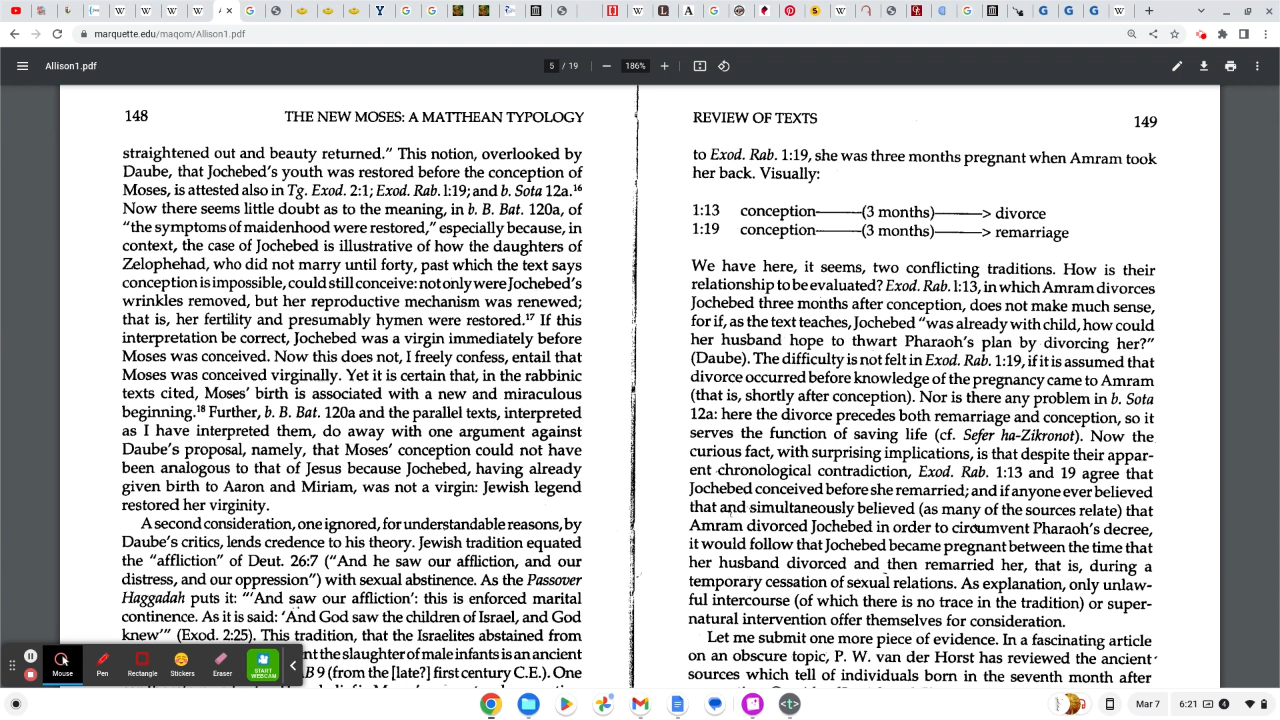 marquette.edu/maqom/Allison1.pdf
Allison1.pdf
5 / 19
186%
148
THE NEW MOSES: A MATTHEAN TYPOLOGY
straightened out and beauty returned." This notion, overlooked by
Daube, that Jochebed's youth was restored before the conception of
Moses, is attested also in Tg. Exod. 2:1; Exod. Rab. l:19; and b. Sota 12a.16
Now there seems little doubt as to the meaning, in b. B. Bat. 120a, of
"the symptoms of maidenhood were restored," especially because, in
context, the case of Jochebed is illustrative of how the daughters of
Zelophehad, who did not marry until forty, past which the text says
conception is impossible, could still conceive: not only were Jochebed's
wrinkles removed, but her reproductive mechanism was renewed;
that is, her fertility and presumably hymen were restored.17 If this
interpretation be correct, Jochebed was a virgin immediately before
Moses was conceived. Now this does not, I freely confess, entail that
Moses was conceived virginally. Yet it is certain that, in the rabbinic
texts cited, Moses' birth is associated with a new and miraculous
beginning.18 Further, b. B. Bat. 120a and the parallel texts, interpreted
as I have interpreted them, do away with one argument against
Daube's proposal, namely, that Moses' conception could not have
been analogous to that of Jesus because Jochebed, having already
given birth to Aaron and Miriam, was not a virgin: Jewish legend
restored her virginity.
A second consideration, one ignored, for understandable reasons, by
Daube's critics, lends credence to his theory. Jewish tradition equated
the "affliction" of Deut. 26:7 ("And he saw our affliction, and our
distress, and our oppression") with sexual abstinence. As the Passover
Haggadah puts it: "'And saw our affliction': this is enforced marital
continence. As it is said: 'And God saw the children of Israel, and God
knew'" (Exod. 2:25). This tradition, that the Israelites abstained from
nt the slaughter of male infants is an ancient
AB 9 (from the [late?] first century C.E.). One
REVIEW OF TEXTS
149
to Exod. Rab. 1:19, she was three months pregnant when Amram took
her back. Visually:
1:13 conception———(3 months)———> divorce
1:19 conception———(3 months)———> remarriage
We have here, it seems, two conflicting traditions. How is their
relationship to be evaluated? Exod. Rab. 1:13, in which Amram divorces
Jochebed three months after conception, does not make much sense,
for if, as the text teaches, Jochebed "was already with child, how could
her husband hope to thwart Pharaoh's plan by divorcing her?"
(Daube). The difficulty is not felt in Exod. Rab. 1:19, if it is assumed that
divorce occurred before knowledge of the pregnancy came to Amram
(that is, shortly after conception). Nor is there any problem in b. Sota
12a: here the divorce precedes both remarriage and conception, so it
serves the function of saving life (cf. Sefer ha-Zikronot). Now the
curious fact, with surprising implications, is that despite their appar-
ent chronological contradiction, Exod. Rab. 1:13 and 19 agree that
Jochebed conceived before she remarried; and if anyone ever believed
that and simultaneously believed (as many of the sources relate) that
Amram divorced Jochebed in order to circumvent Pharaoh's decree,
it would follow that Jochebed became pregnant between the time that
her husband divorced and then remarried her, that is, during a
temporary cessation of sexual relations. As explanation, only unlaw-
ful intercourse (of which there is no trace in the tradition) or super-
natural intervention offer themselves for consideration.
Let me submit one more piece of evidence. In a fascinating article
on an obscure topic, P. W. van der Horst has reviewed the ancient
sources which tell of individuals born in the seventh month after
Mouse
Pen
Rectangle
Stickers
Eraser
START
WEBCAM
Mar 7
6:21
4